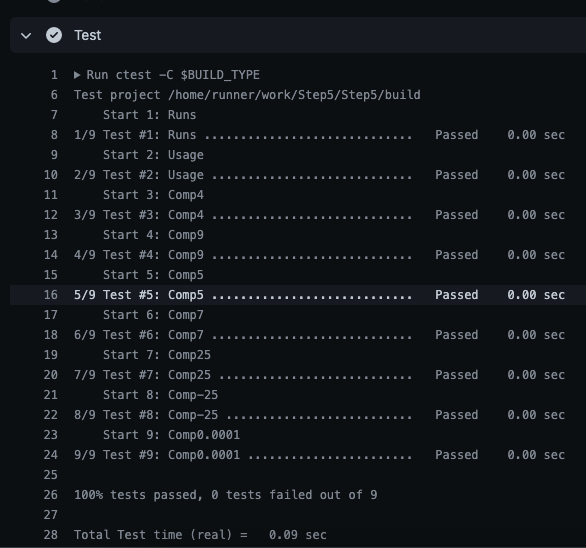 Test
1 ▶ Run ctest -C $BUILD_TYPE
6 Test project /home/runner/work/Step5/Step5/build
7     Start 1: Runs
8 1/9 Test #1: Runs .............................   Passed    0.00 sec
9     Start 2: Usage
10 2/9 Test #2: Usage ............................   Passed    0.00 sec
11     Start 3: Comp4
12 3/9 Test #3: Comp4 ............................   Passed    0.00 sec
13     Start 4: Comp9
14 4/9 Test #4: Comp9 ............................   Passed    0.00 sec
15     Start 5: Comp5
16 5/9 Test #5: Comp5 ............................   Passed    0.00 sec
17     Start 6: Comp7
18 6/9 Test #6: Comp7 ............................   Passed    0.00 sec
19     Start 7: Comp25
20 7/9 Test #7: Comp25 ...........................   Passed    0.00 sec
21     Start 8: Comp-25
22 8/9 Test #8: Comp-25 ..........................   Passed    0.00 sec
23     Start 9: Comp0.0001
24 9/9 Test #9: Comp0.0001 .......................   Passed    0.00 sec
25
26 100% tests passed, 0 tests failed out of 9
27
28 Total Test time (real) =   0.09 sec